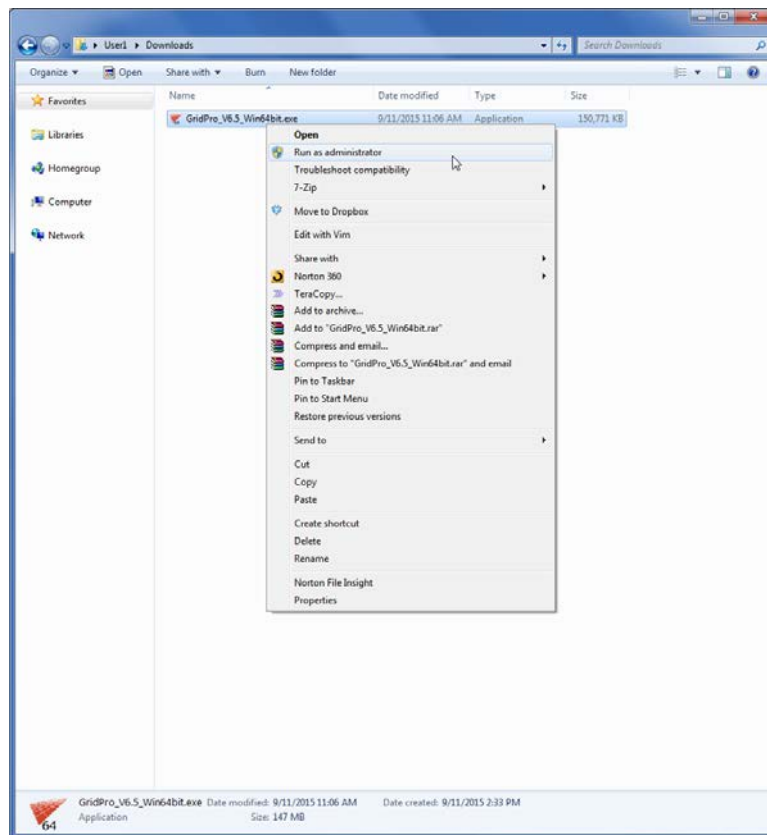 User1 Downloads
Search Downloads
Organize Open Share with Burn New folder
Name Date modified Type Size
Favorites
GridPro_V6.5_Win64bit.exe 9/11/2015 11:06 AM Application 150,771 KB
Open
Libraries
Run as administrator
Troubleshoot compatibility
Homegroup
7-Zip
Computer
Move to Dropbox
Network
Edit with Vim
Share with
Norton 360
TeraCopy...
Add to archive...
Add to "GridPro_V6.5_Win64bit.rar"
Compress and email...
Compress to "GridPro_V6.5_Win64bit.rar" and email
Pin to Taskbar
Pin to Start Menu
Restore previous versions
Send to
Cut
Copy
Paste
Create shortcut
Delete
Rename
Norton File Insight
Properties
GridPro_V6.5_Win64bit.exe Date modified: 9/11/2015 11:06 AM Date created: 9/11/2015 2:33 PM
Application Size: 147 MB
64